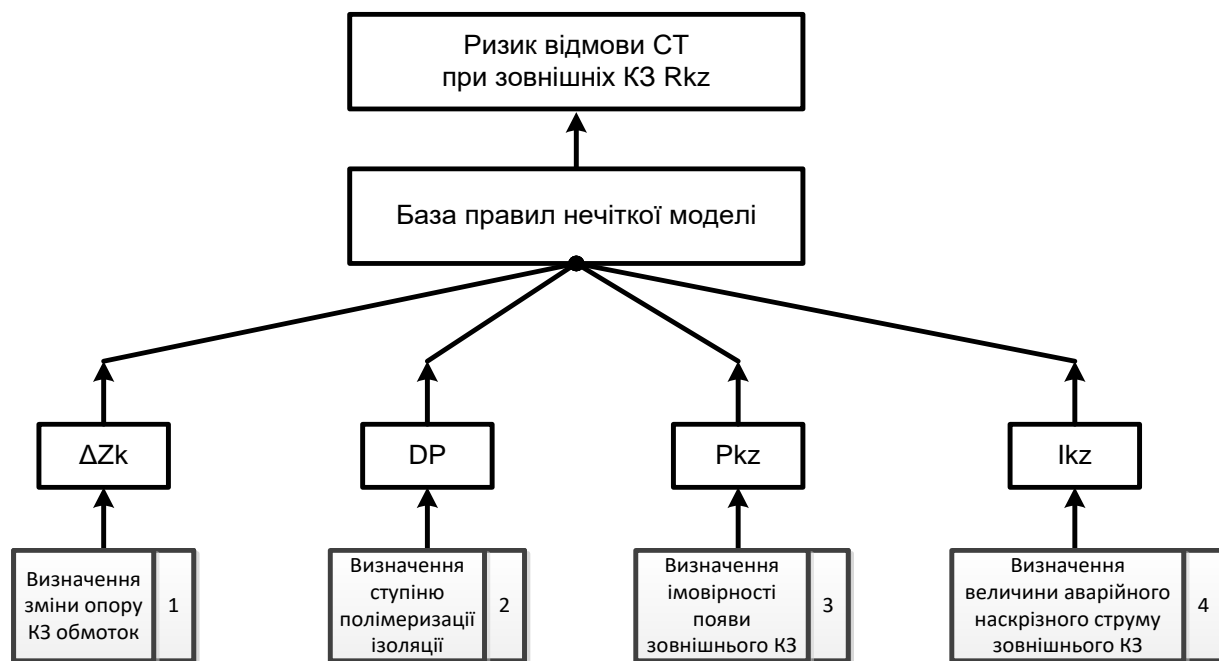 Ризик відмови СТ
при зовнішніх КЗ Rkz
База правил нечіткої моделі
ΔZk
DP
Pkz
Ikz
Визначення
зміни опору
КЗ обмоток
1
Визначення
ступіню
полімеризації
ізоляції
2
Визначення
імовірності
появи
зовнішнього КЗ
3
Визначення
величини аварійного
наскрізного струму
зовнішнього КЗ
4